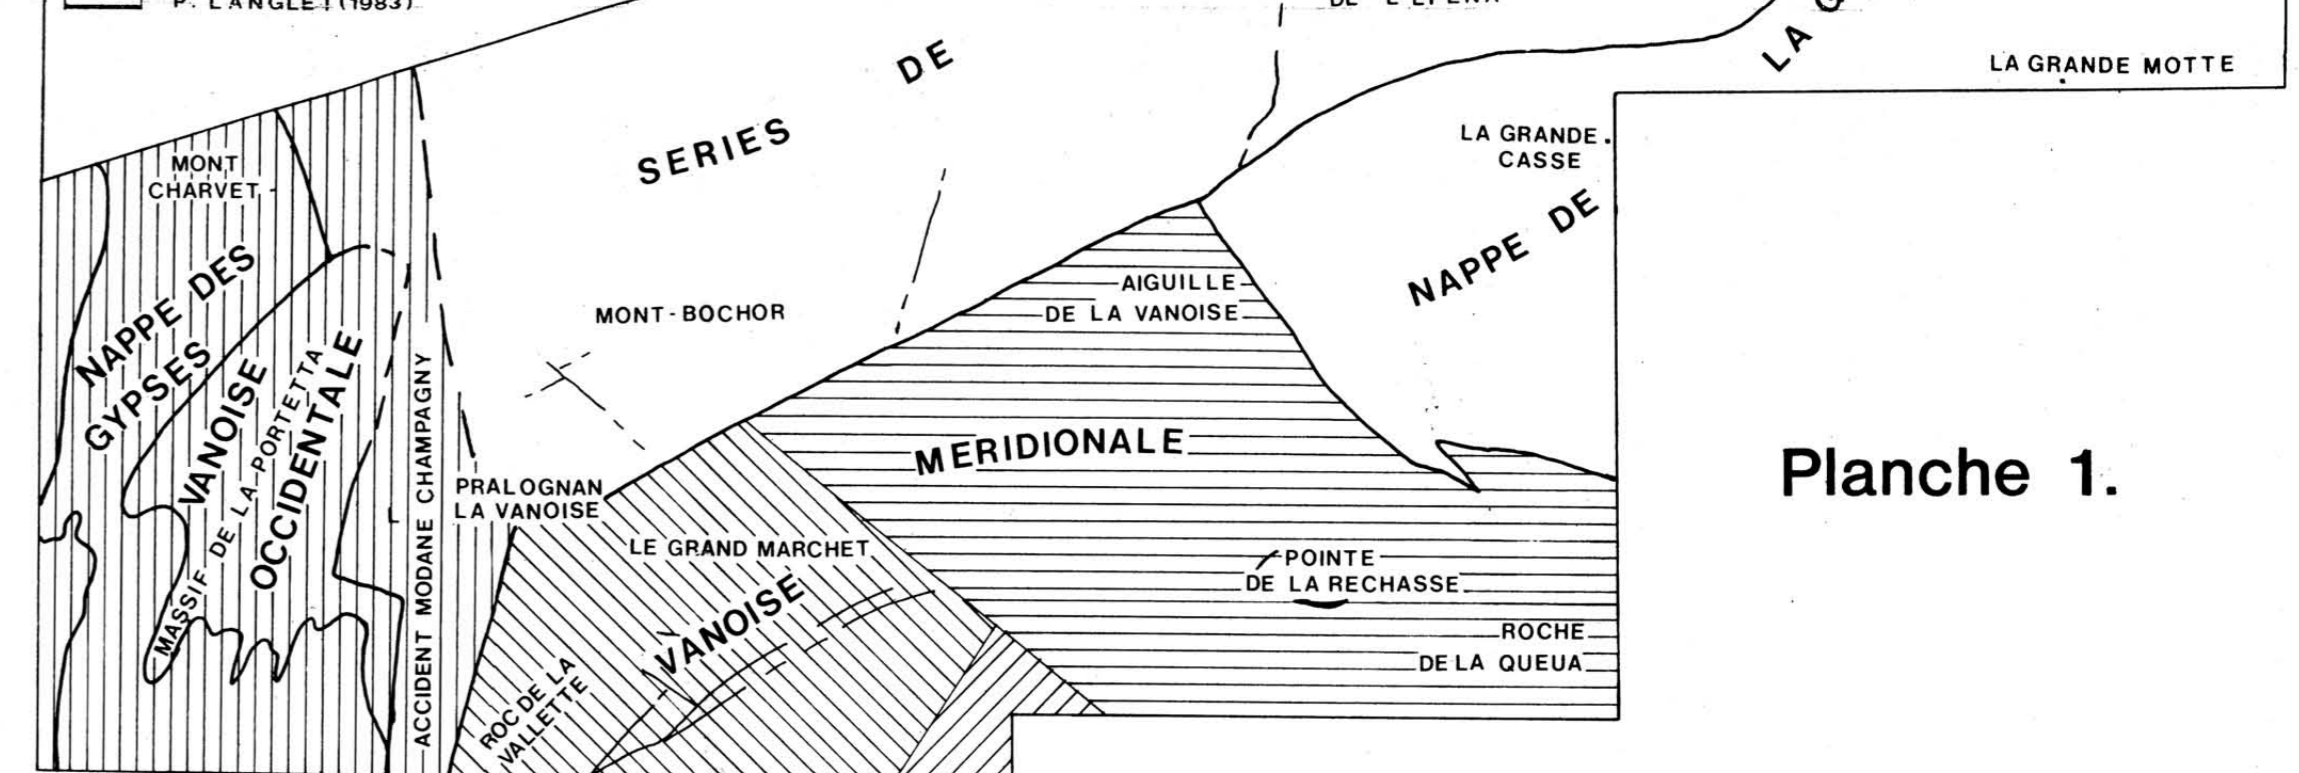 P. LANGLET (1983)
DE L'EPENA
LA G
LA GRANDE MOTTE
DE
SERIES
LA GRANDE
CASSE
NAPPE DE
MONT
CHARVET
NAPPE DES
GYPSES
VANOISE
OCCIDENTALE
MASSIF DE LA PORTETTA
ACCIDENT MODANE CHAMPAGNY
MONT-BOCHOR
AIGUILLE
DE LA VANOISE
MERIDIONALE
PRALOGNAN
LA VANOISE
LE GRAND MARCHET
VANOISE
ROC DE LA
VALLETTE
POINTE
DE LA RECHASSE
ROCHE
DE LA QUEUA
Planche 1.